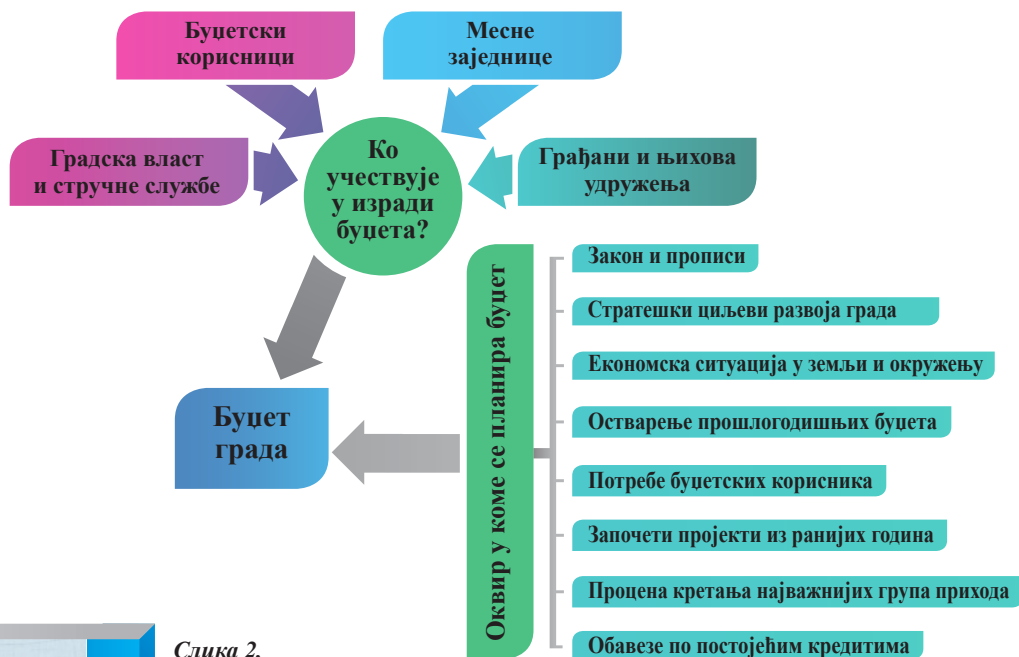 Буџетски
корисници
Месне
заједнице
Градска власт
и стручне службе
Ко
учествује
у изради
буџета?
Грађани и њихова
удружења
Буџет
града
Оквир у коме се планира буџет
Закон и прописи
Стратешки циљеви развоја града
Економска ситуација у земљи и окружењу
Остварење прошлогодишњих буџета
Потребе буџетских корисника
Започети пројекти из ранијих година
Процена кретања најважнијих група прихода
Обавезе по постојећим кредитима
Слика 2.